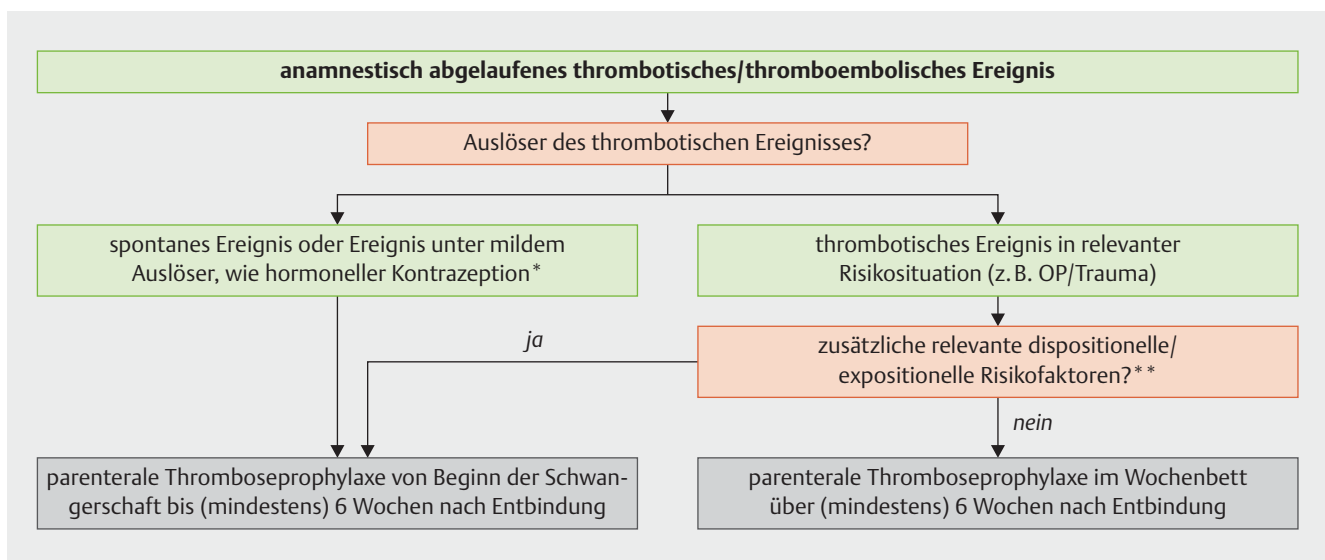 anamnestisch abgelaufenes thrombotisches/thromboembolisches Ereignis
Auslöser des thrombotischen Ereignisses?
spontanes Ereignis oder Ereignis unter mildem
Auslöser, wie hormoneller Kontrazeption*
thrombotisches Ereignis in relevanter
Risikosituation (z. B. OP/Trauma)
ja
zusätzliche relevante dispositionelle/
expositionelle Risikofaktoren?**
nein
parenterale Thromboseprophylaxe von Beginn der Schwan-
gerschaft bis (mindestens) 6 Wochen nach Entbindung
parenterale Thromboseprophylaxe im Wochenbett
über (mindestens) 6 Wochen nach Entbindung